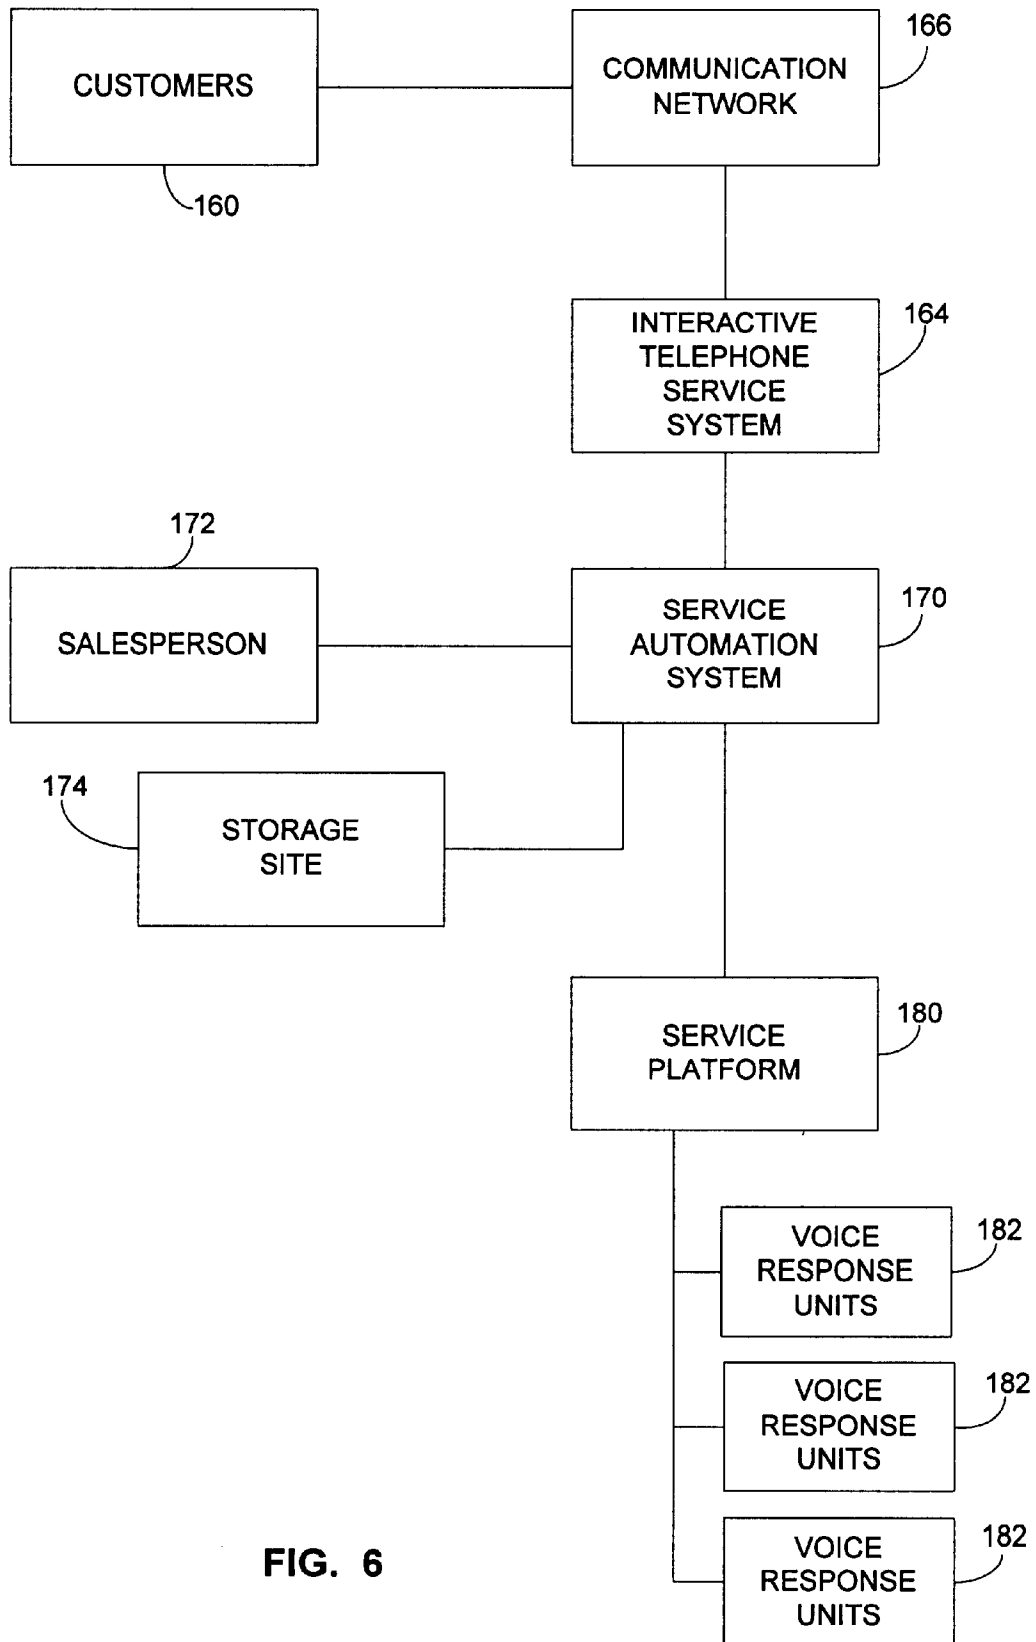 CUSTOMERS
160
COMMUNICATION
NETWORK
166
INTERACTIVE
TELEPHONE
SERVICE
SYSTEM
164
172
SALESPERSON
SERVICE
AUTOMATION
SYSTEM
170
174
STORAGE
SITE
SERVICE
PLATFORM
180
VOICE
RESPONSE
UNITS
182
VOICE
RESPONSE
UNITS
182
VOICE
RESPONSE
UNITS
182
FIG. 6